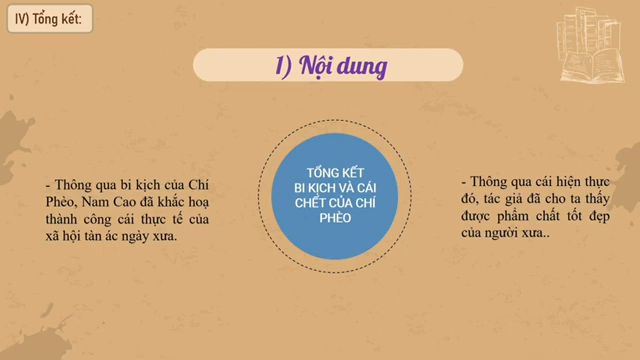 IV) Tổng kết:
1) Nội dung
- Thông qua bi kịch của Chí
Phèo, Nam Cao đã khắc hoạ
thành công cái thực tế của
xã hội tàn ác ngày xưa.
TỔNG KẾT
BI KỊCH VÀ CÁI
CHẾT CỦA CHÍ
PHÈO
- Thông qua cái hiện thực
đó, tác giả đã cho ta thấy
được phẩm chất tốt đẹp
của người xưa..